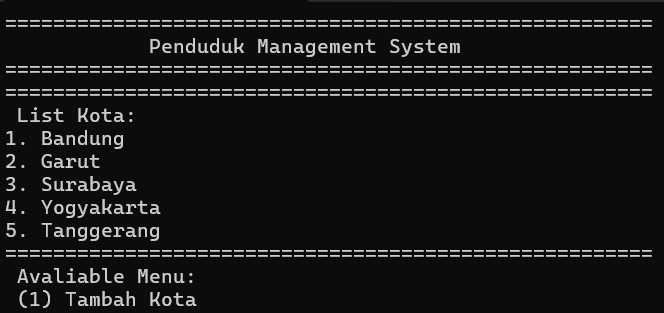 ======================================================
Penduduk Management System
======================================================
======================================================
List Kota:
1. Bandung
2. Garut
3. Surabaya
4. Yogyakarta
5. Tanggerang
======================================================
Avaliable Menu:
(1) Tambah Kota